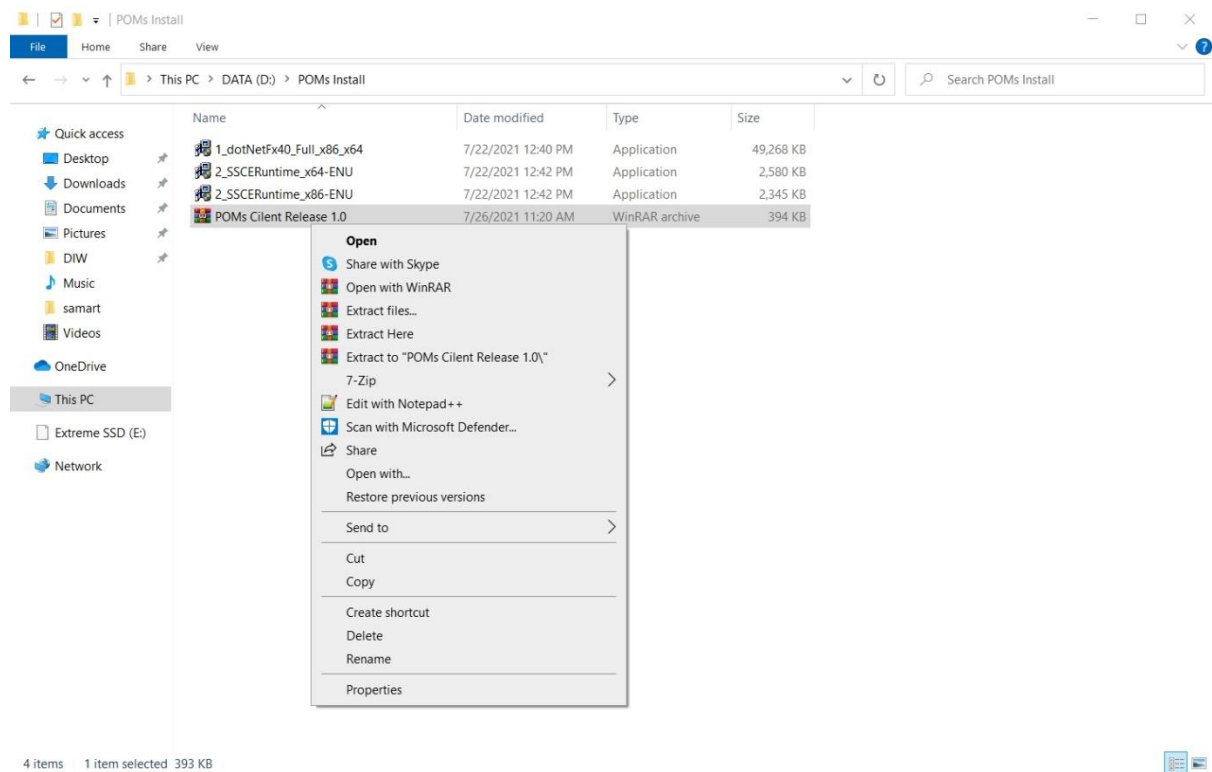 POMs Install
File Home Share View
This PC > DATA (D:) > POMs Install
Search POMs Install
Name Date modified Type Size
1_dotNetFx40_Full_x86_x64 7/22/2021 12:40 PM Application 49,268 KB
2_SSCERuntime_x64-ENU 7/22/2021 12:42 PM Application 2,580 KB
2_SSCERuntime_x86-ENU 7/22/2021 12:42 PM Application 2,345 KB
POMs Cilent Release 1.0 7/26/2021 11:20 AM WinRAR archive 394 KB
Quick access
Desktop
Downloads
Documents
Pictures
DIW
Music
samart
Videos
OneDrive
This PC
Extreme SSD (E:)
Network
Open
Share with Skype
Open with WinRAR
Extract files...
Extract Here
Extract to "POMs Cilent Release 1.0\"
7-Zip
Edit with Notepad++
Scan with Microsoft Defender...
Share
Open with...
Restore previous versions
Send to
Cut
Copy
Create shortcut
Delete
Rename
Properties
4 items 1 item selected 393 KB